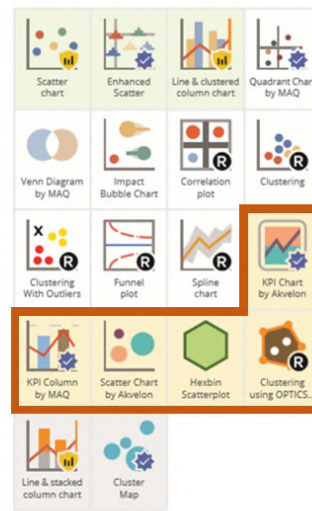 Scatter
chart
Enhanced
Scatter
Line & clustered
column chart
Quadrant Char
by MAQ
Venn Diagram
by MAQ
Impact
Bubble Chart
Correlation
plot
Clustering
Clustering
With Outliers
Funnel
plot
Spline
chart
KPI Chart
by Akvelon
KPI Column
by MAQ
Scatter Chart
by Akvelon
Hexbin
Scatterplot
Clustering
using OPTICS...
Line & stacked
column chart
Cluster
Map
X
R
R
R
R
R
R